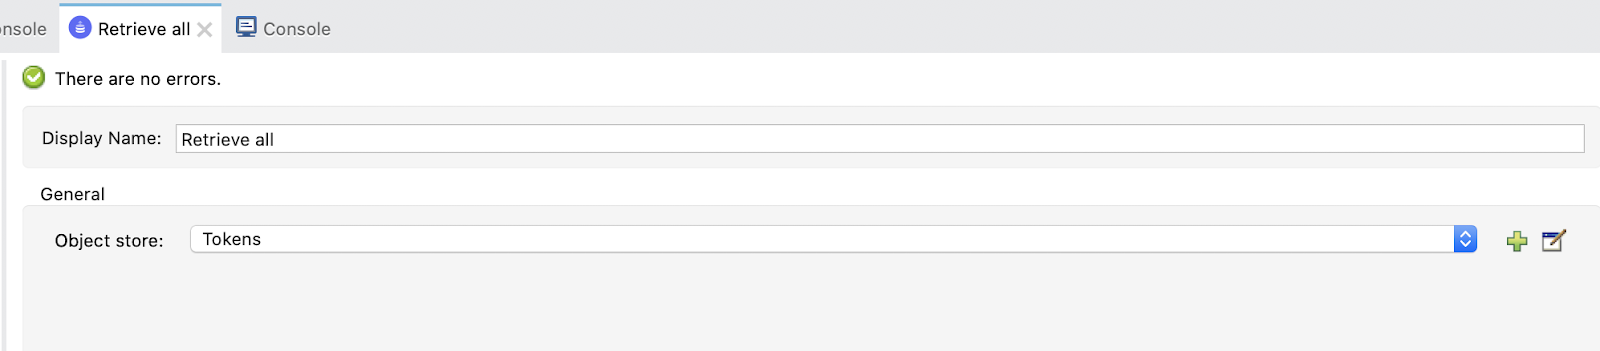 nsole Retrieve all Console
There are no errors.
Display Name: Retrieve all
General
Object store: Tokens